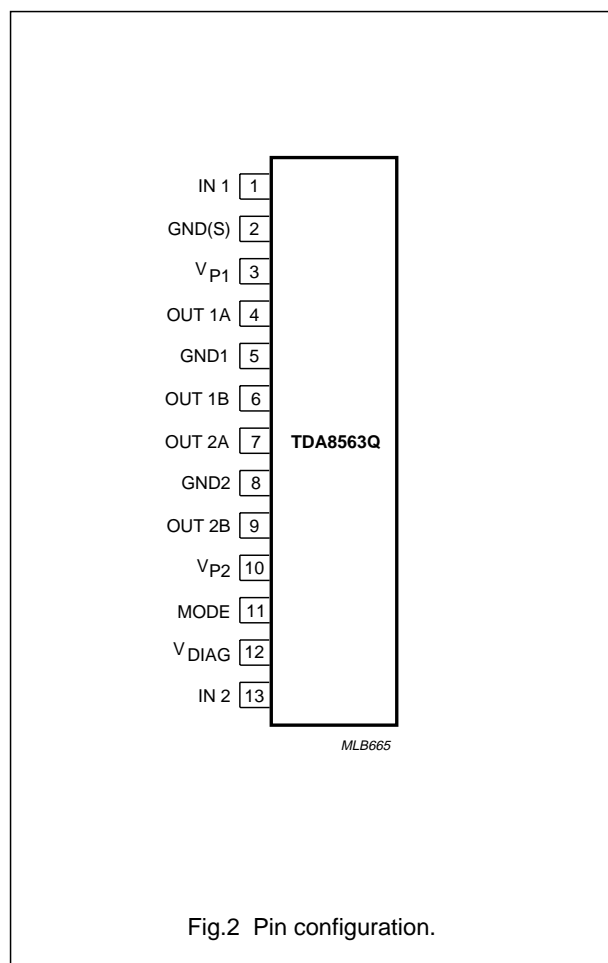 IN 1 1
GND(S) 2
VP1 3
OUT 1A 4
GND1 5
OUT 1B 6
OUT 2A 7 TDA8563Q
GND2 8
OUT 2B 9
VP2 10
MODE 11
VDIAG 12
IN 2 13
MLB665
Fig.2 Pin configuration.